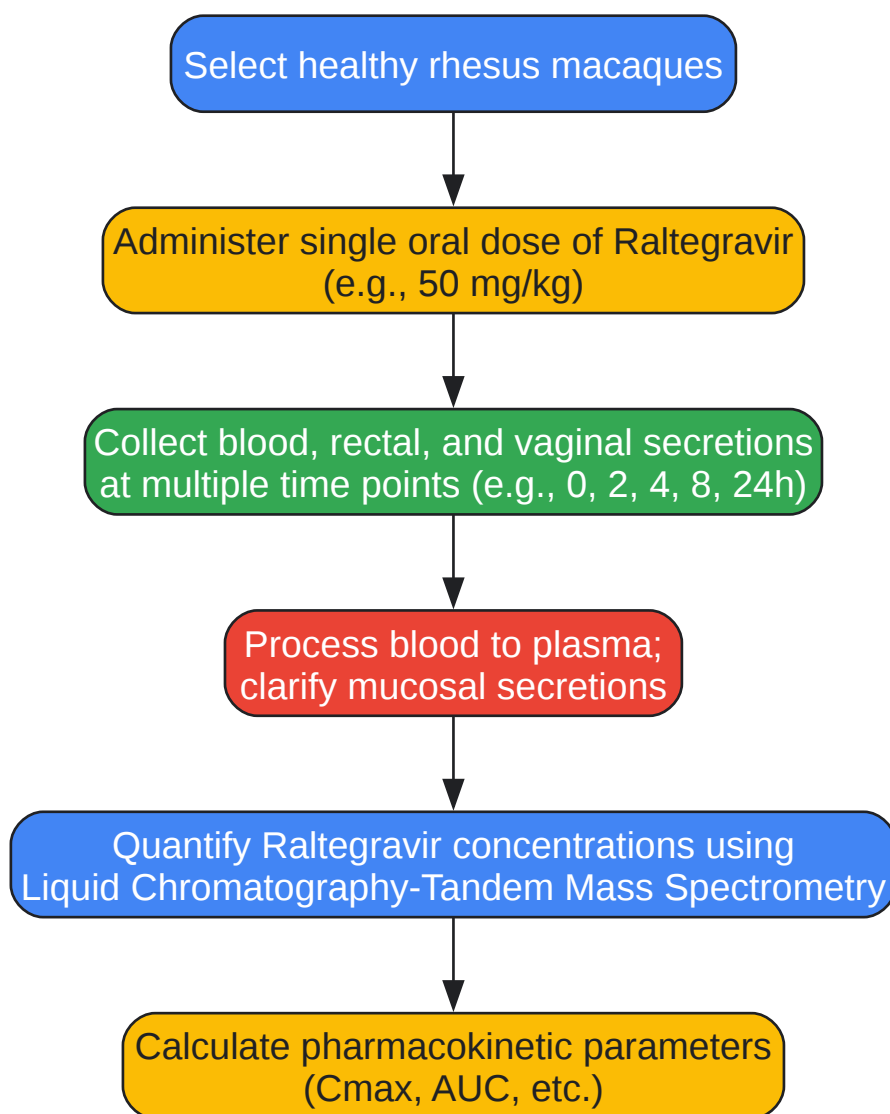 Select healthy rhesus macaques
Administer single oral dose of Raltegravir
(e.g., 50 mg/kg)
Collect blood, rectal, and vaginal secretions
at multiple time points (e.g., 0, 2, 4, 8, 24h)
Process blood to plasma;
clarify mucosal secretions
Quantify Raltegravir concentrations using
Liquid Chromatography-Tandem Mass Spectrometry
Calculate pharmacokinetic parameters
(Cmax, AUC, etc.)